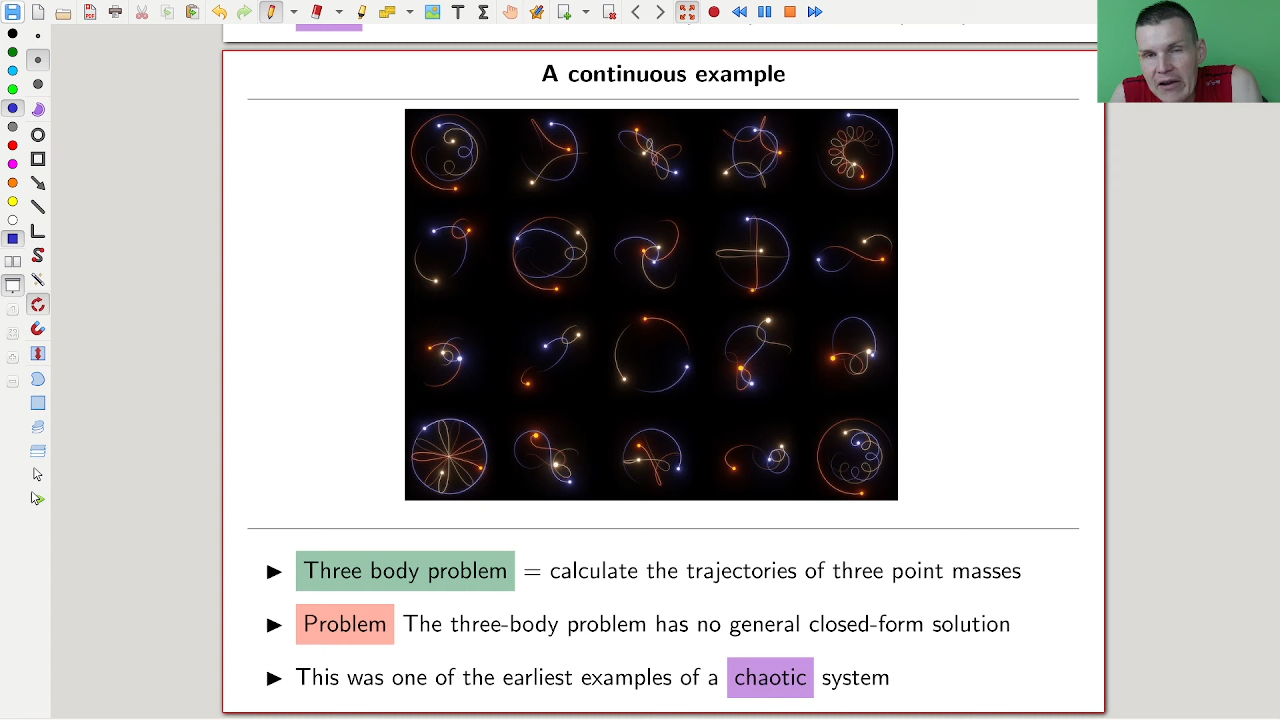 A continuous example
▶ Three body problem = calculate the trajectories of three point masses
▶ Problem The three-body problem has no general closed-form solution
▶ This was one of the earliest examples of a chaotic system